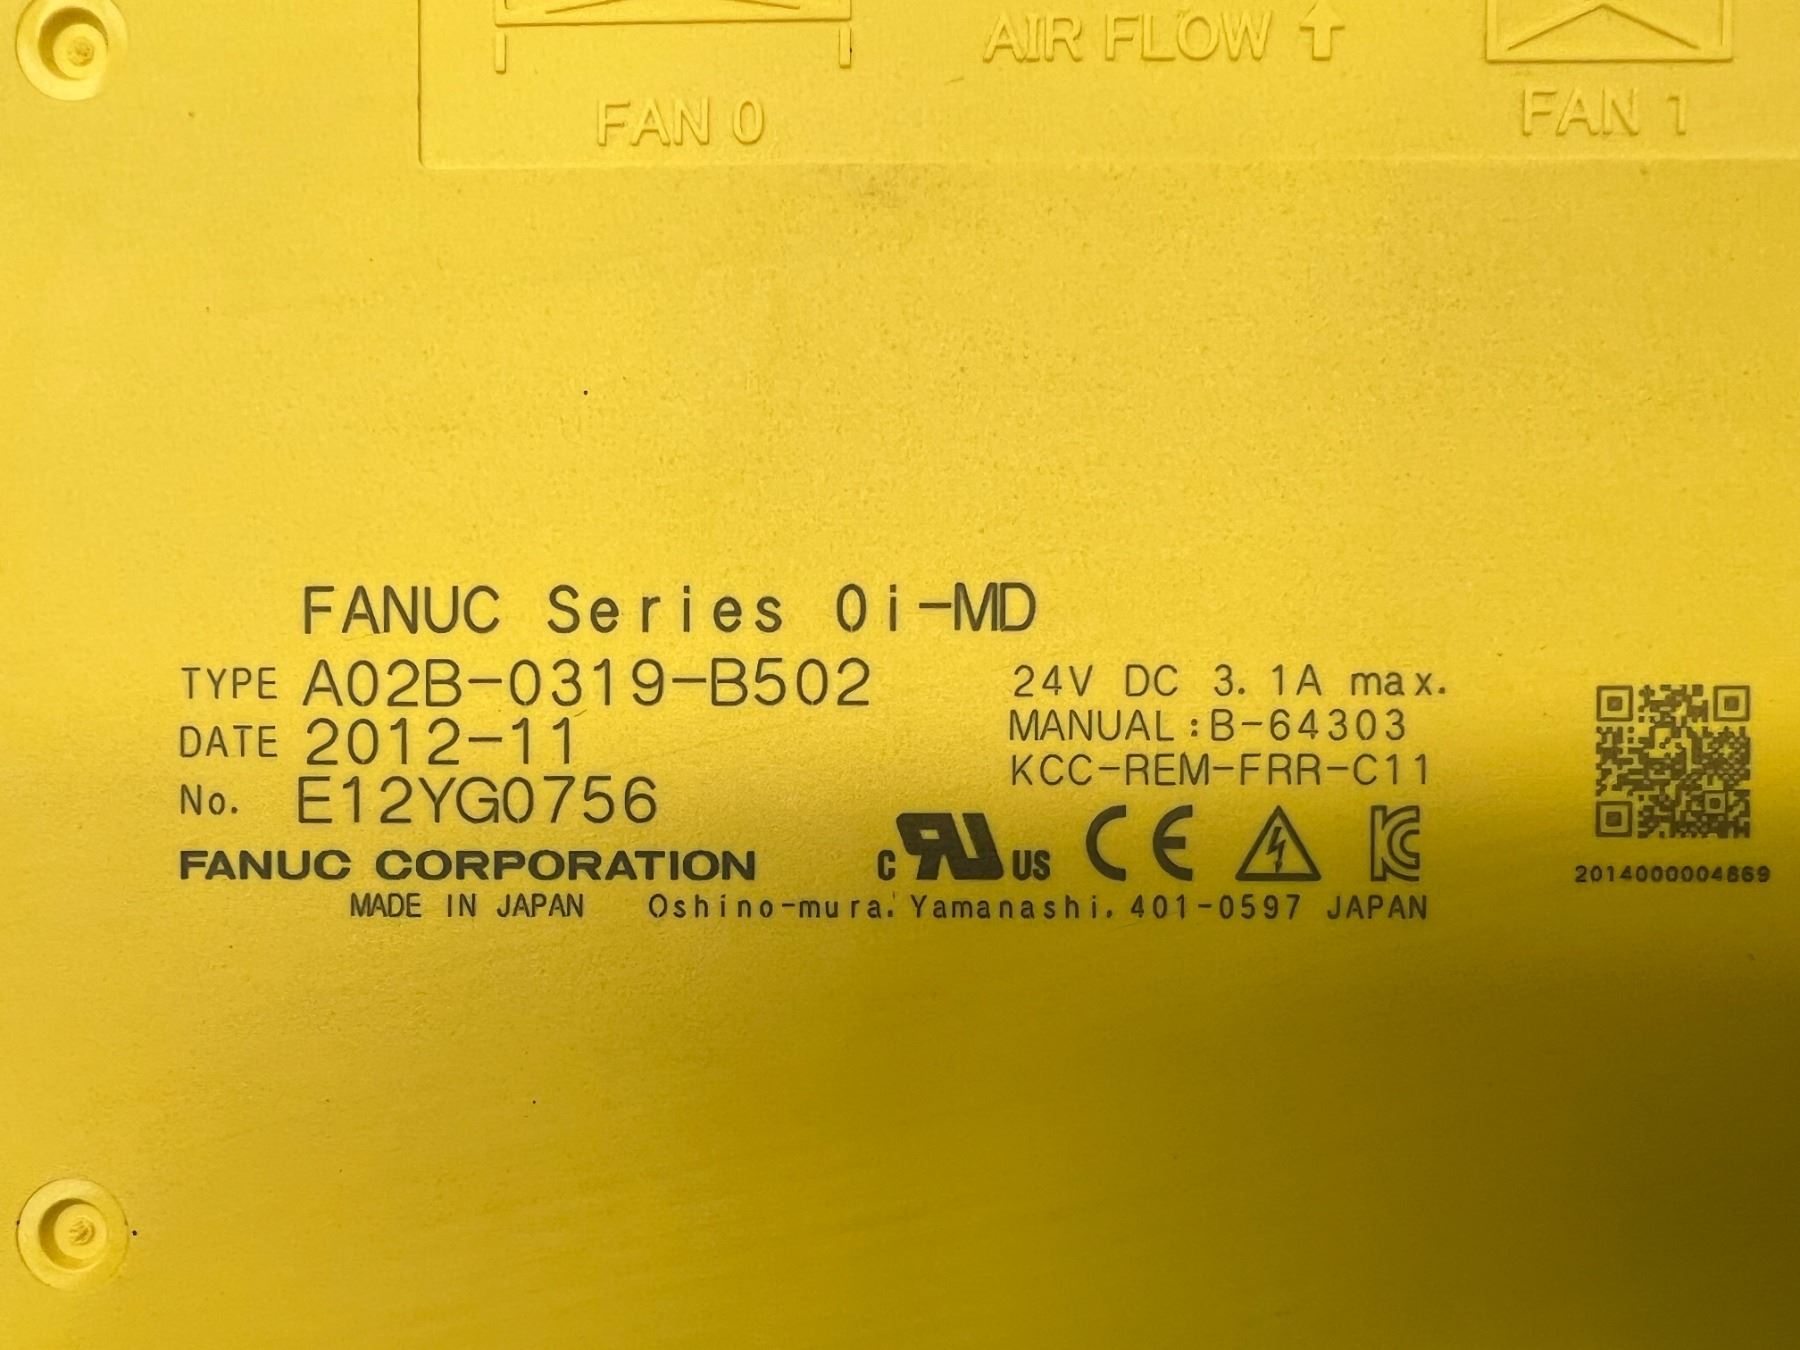 AIR FLOW ↑
FAN 0
FAN 1
FANUC Series 0i-MD
TYPE A02B-0319-B502
24V DC 3.1A max.
DATE 2012-11
MANUAL:B-64303
No. E12YG0756
KCC-REM-FRR-C11
FANUC CORPORATION
c RU US CE KC
2014000004869
MADE IN JAPAN Oshino-mura, Yamanashi, 401-0597 JAPAN